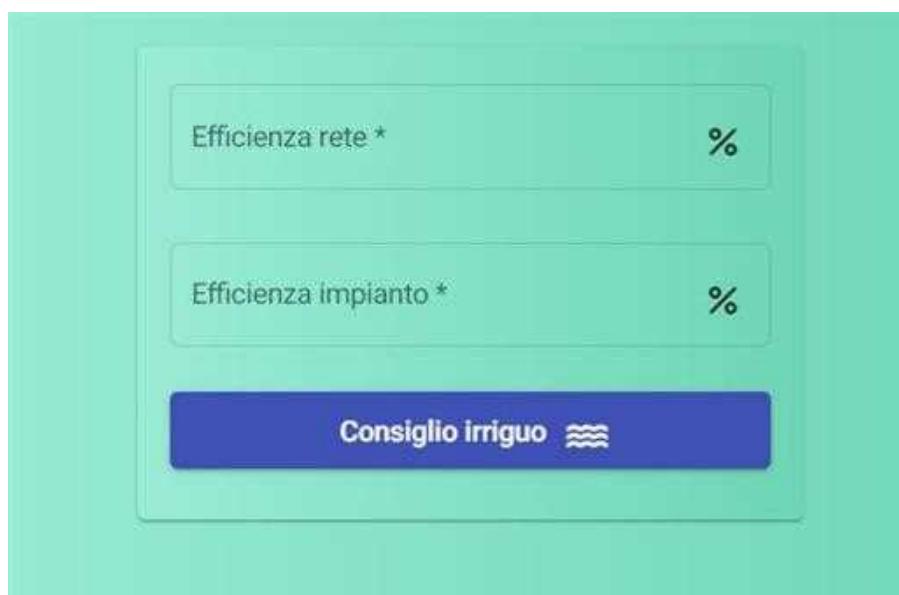 Efficienza rete * %
Efficienza impianto * %
Consiglio irriguo